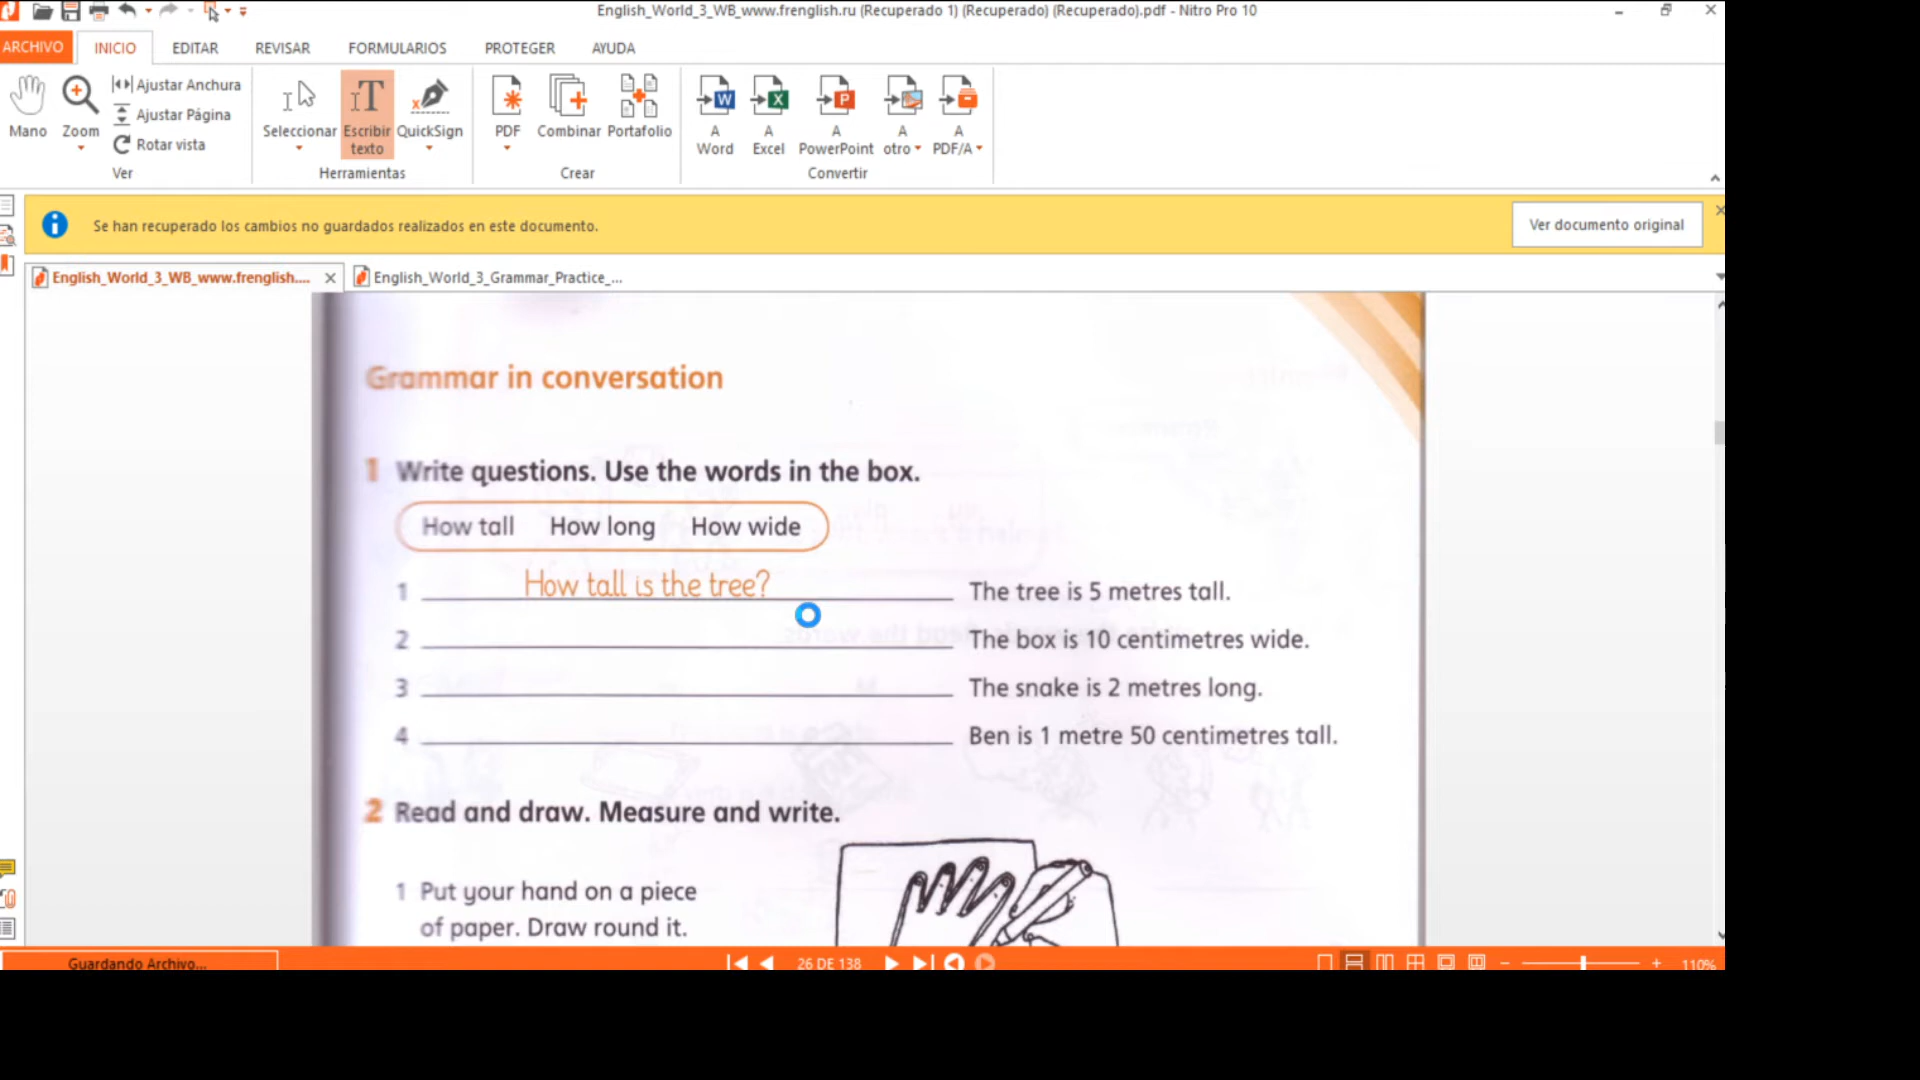 English_World_3_WB_www.frenglish.ru (Recuperado 1) (Recuperado) (Recuperado).pdf - Nitro Pro 10
ARCHIVO INICIO EDITAR REVISAR FORMULARIOS PROTEGER AYUDA
Mano
Zoom
Ajustar Anchura
Ajustar Página
Rotar vista
Ver
Seleccionar
Escribir texto
QuickSign
Herramientas
PDF
Combinar
Portafolio
Crear
A Word
A Excel
A PowerPoint
A otro
A PDF/A
Convertir
Se han recuperado los cambios no guardados realizados en este documento.
Ver documento original
English_World_3_WB_www.frenglish....
English_World_3_Grammar_Practice_...
Grammar in conversation
1 Write questions. Use the words in the box.
How tall How long How wide
1 How tall is the tree? The tree is 5 metres tall.
2 The box is 10 centimetres wide.
3 The snake is 2 metres long.
4 Ben is 1 metre 50 centimetres tall.
2 Read and draw. Measure and write.
1 Put your hand on a piece
of paper. Draw round it.
Guardando Archivo... 26 DE 138 110%